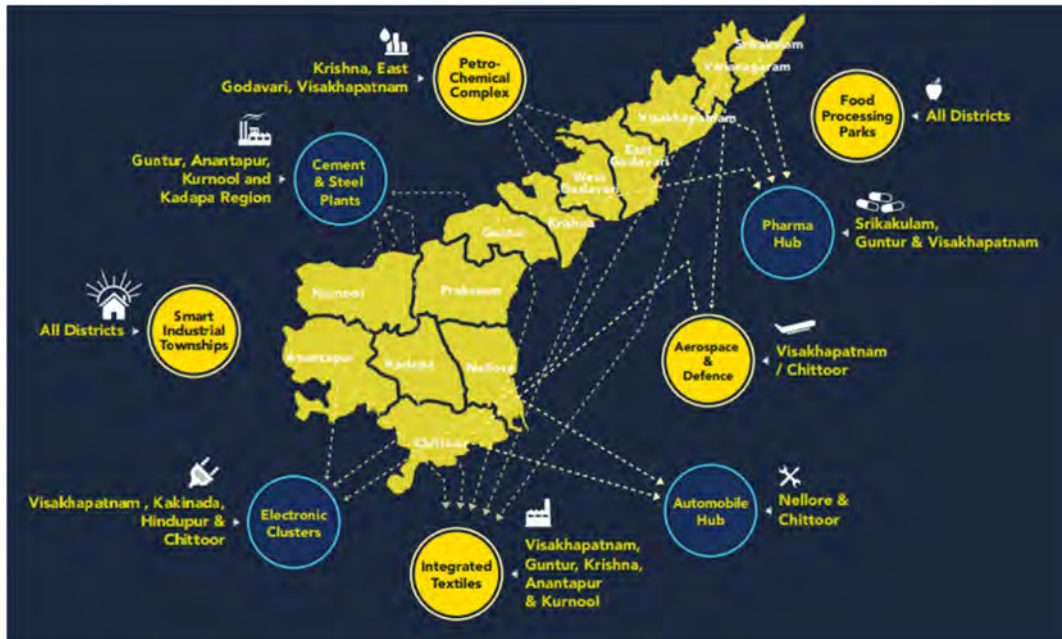 Krishna, East
Godavari, Visakhapatnam
Petro-
Chemical
Complex
Srikakulam
Vizianagaram
Visakhapatnam
East
Godavari
West
Godavari
Krishna
Guntur
Prakasam
Kurnool
Anantapur
Kadapa
Nellore
Chittoor
Food
Processing
Parks
All Districts
Guntur, Anantapur,
Kurnool and
Kadapa Region
Cement
& Steel
Plants
Pharma
Hub
Srikakulam,
Guntur & Visakhapatnam
All Districts
Smart
Industrial
Townships
Aerospace
&
Defence
Visakhapatnam
/ Chittoor
Visakhapatnam , Kakinada,
Hindupur &
Chittoor
Electronic
Clusters
Integrated
Textiles
Visakhapatnam,
Guntur, Krishna,
Anantapur
& Kurnool
Automobile
Hub
Nellore &
Chittoor